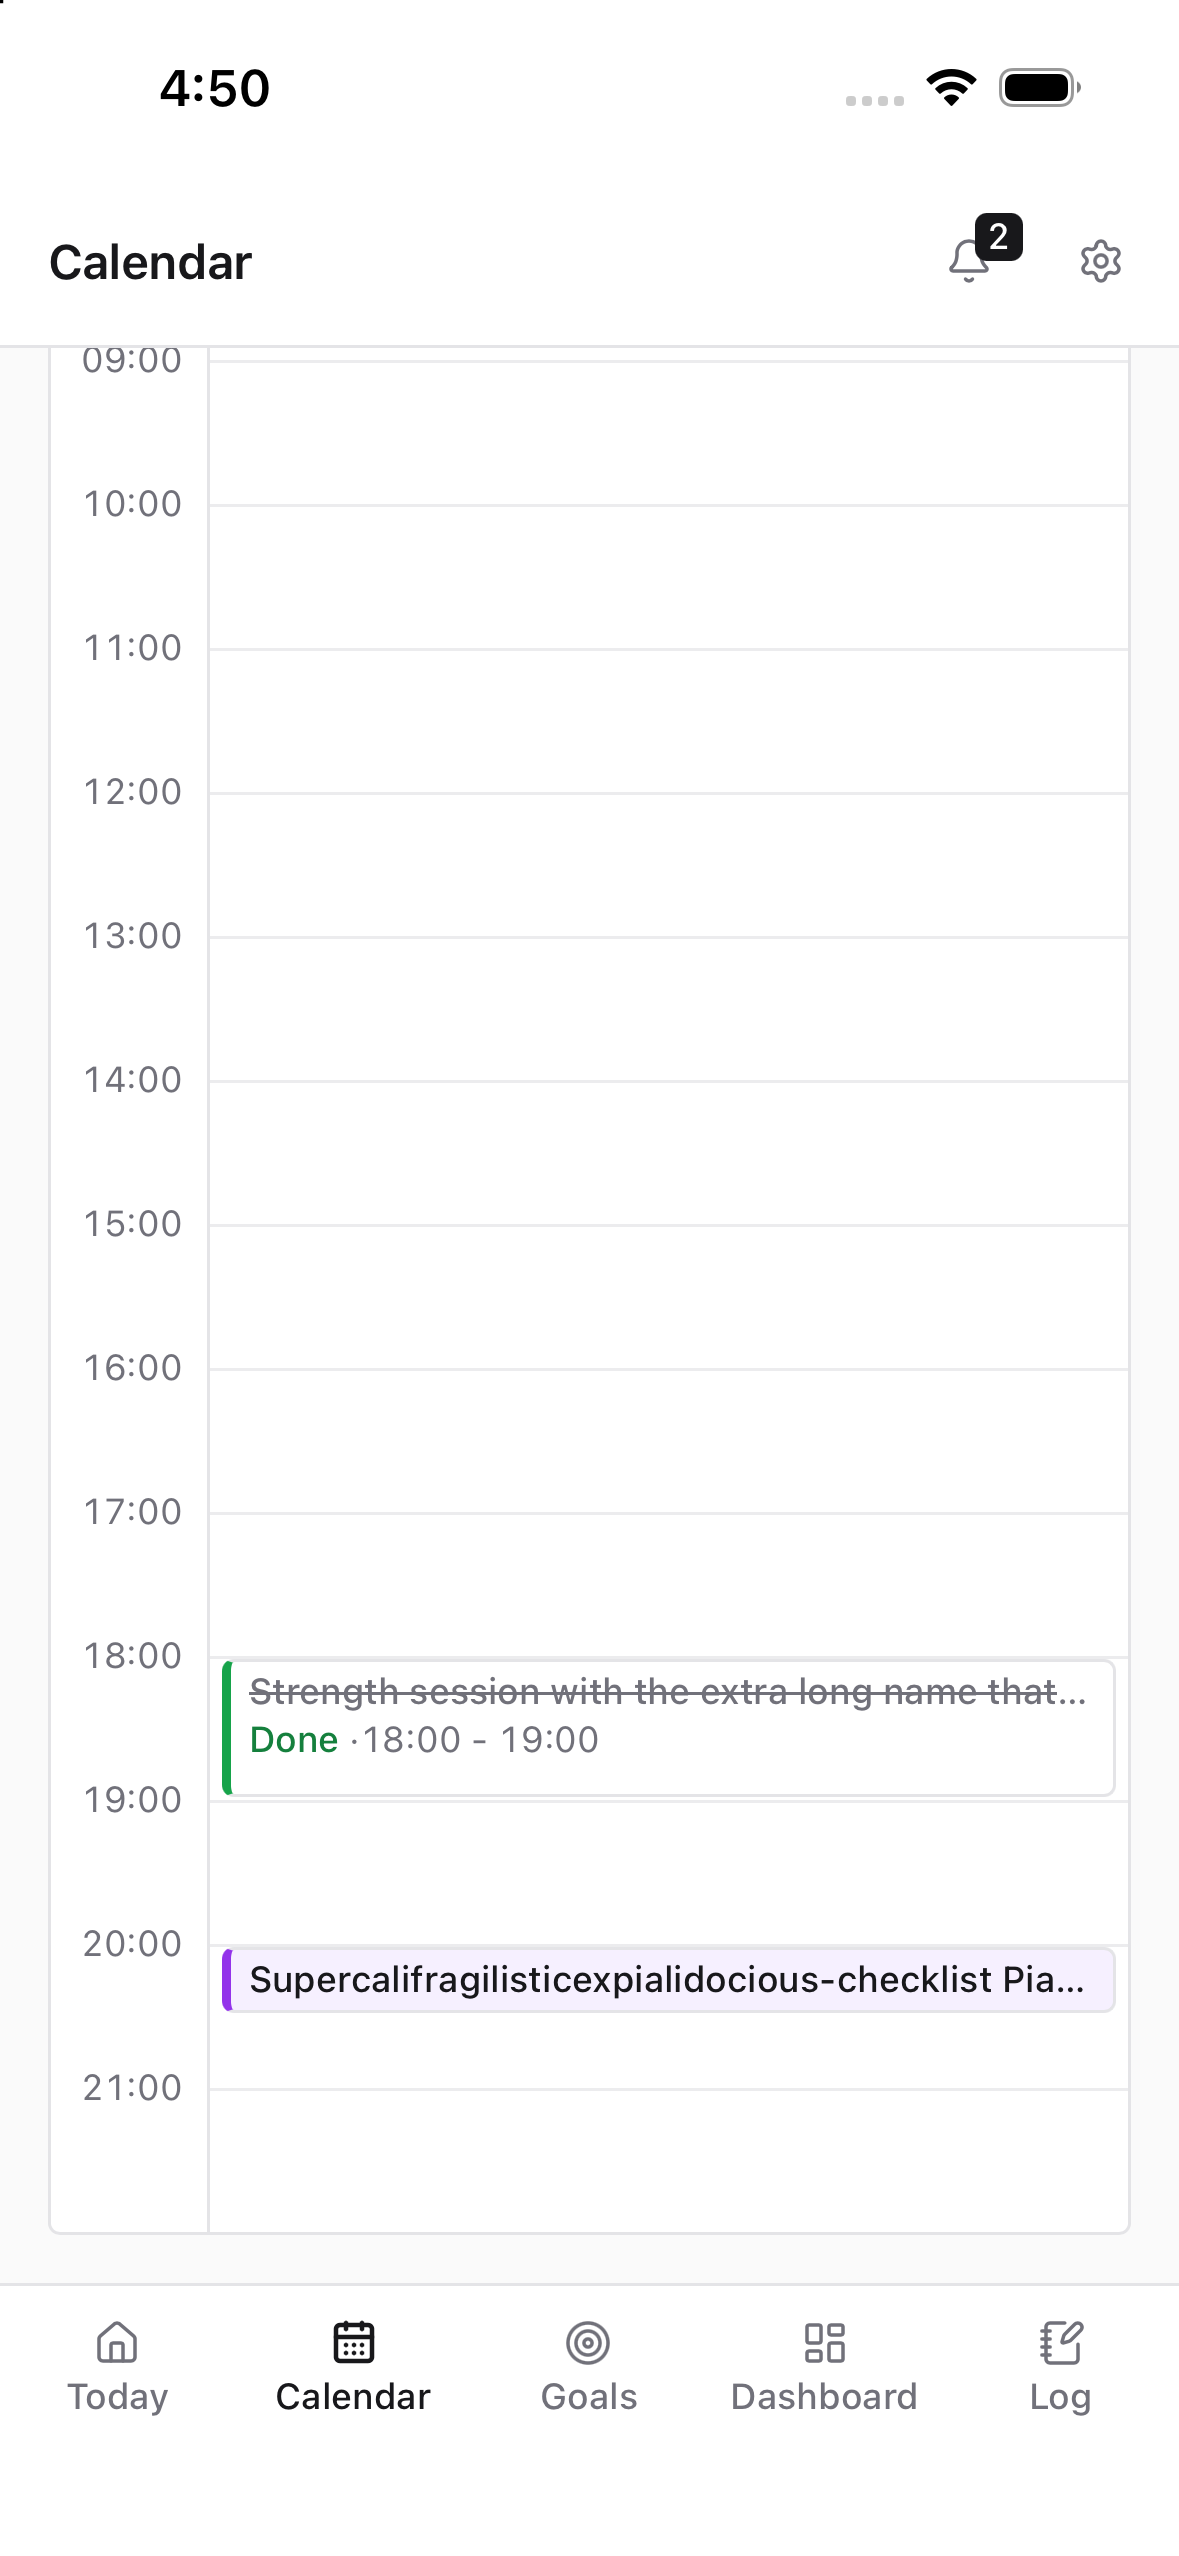 4:50
Calendar
2
09:00
10:00
11:00
12:00
13:00
14:00
15:00
16:00
17:00
18:00
Strength session with the extra long name that...
Done · 18:00 - 19:00
19:00
20:00
Supercalifragilisticexpialidocious-checklist Pia...
21:00
Today
Calendar
Goals
Dashboard
Log